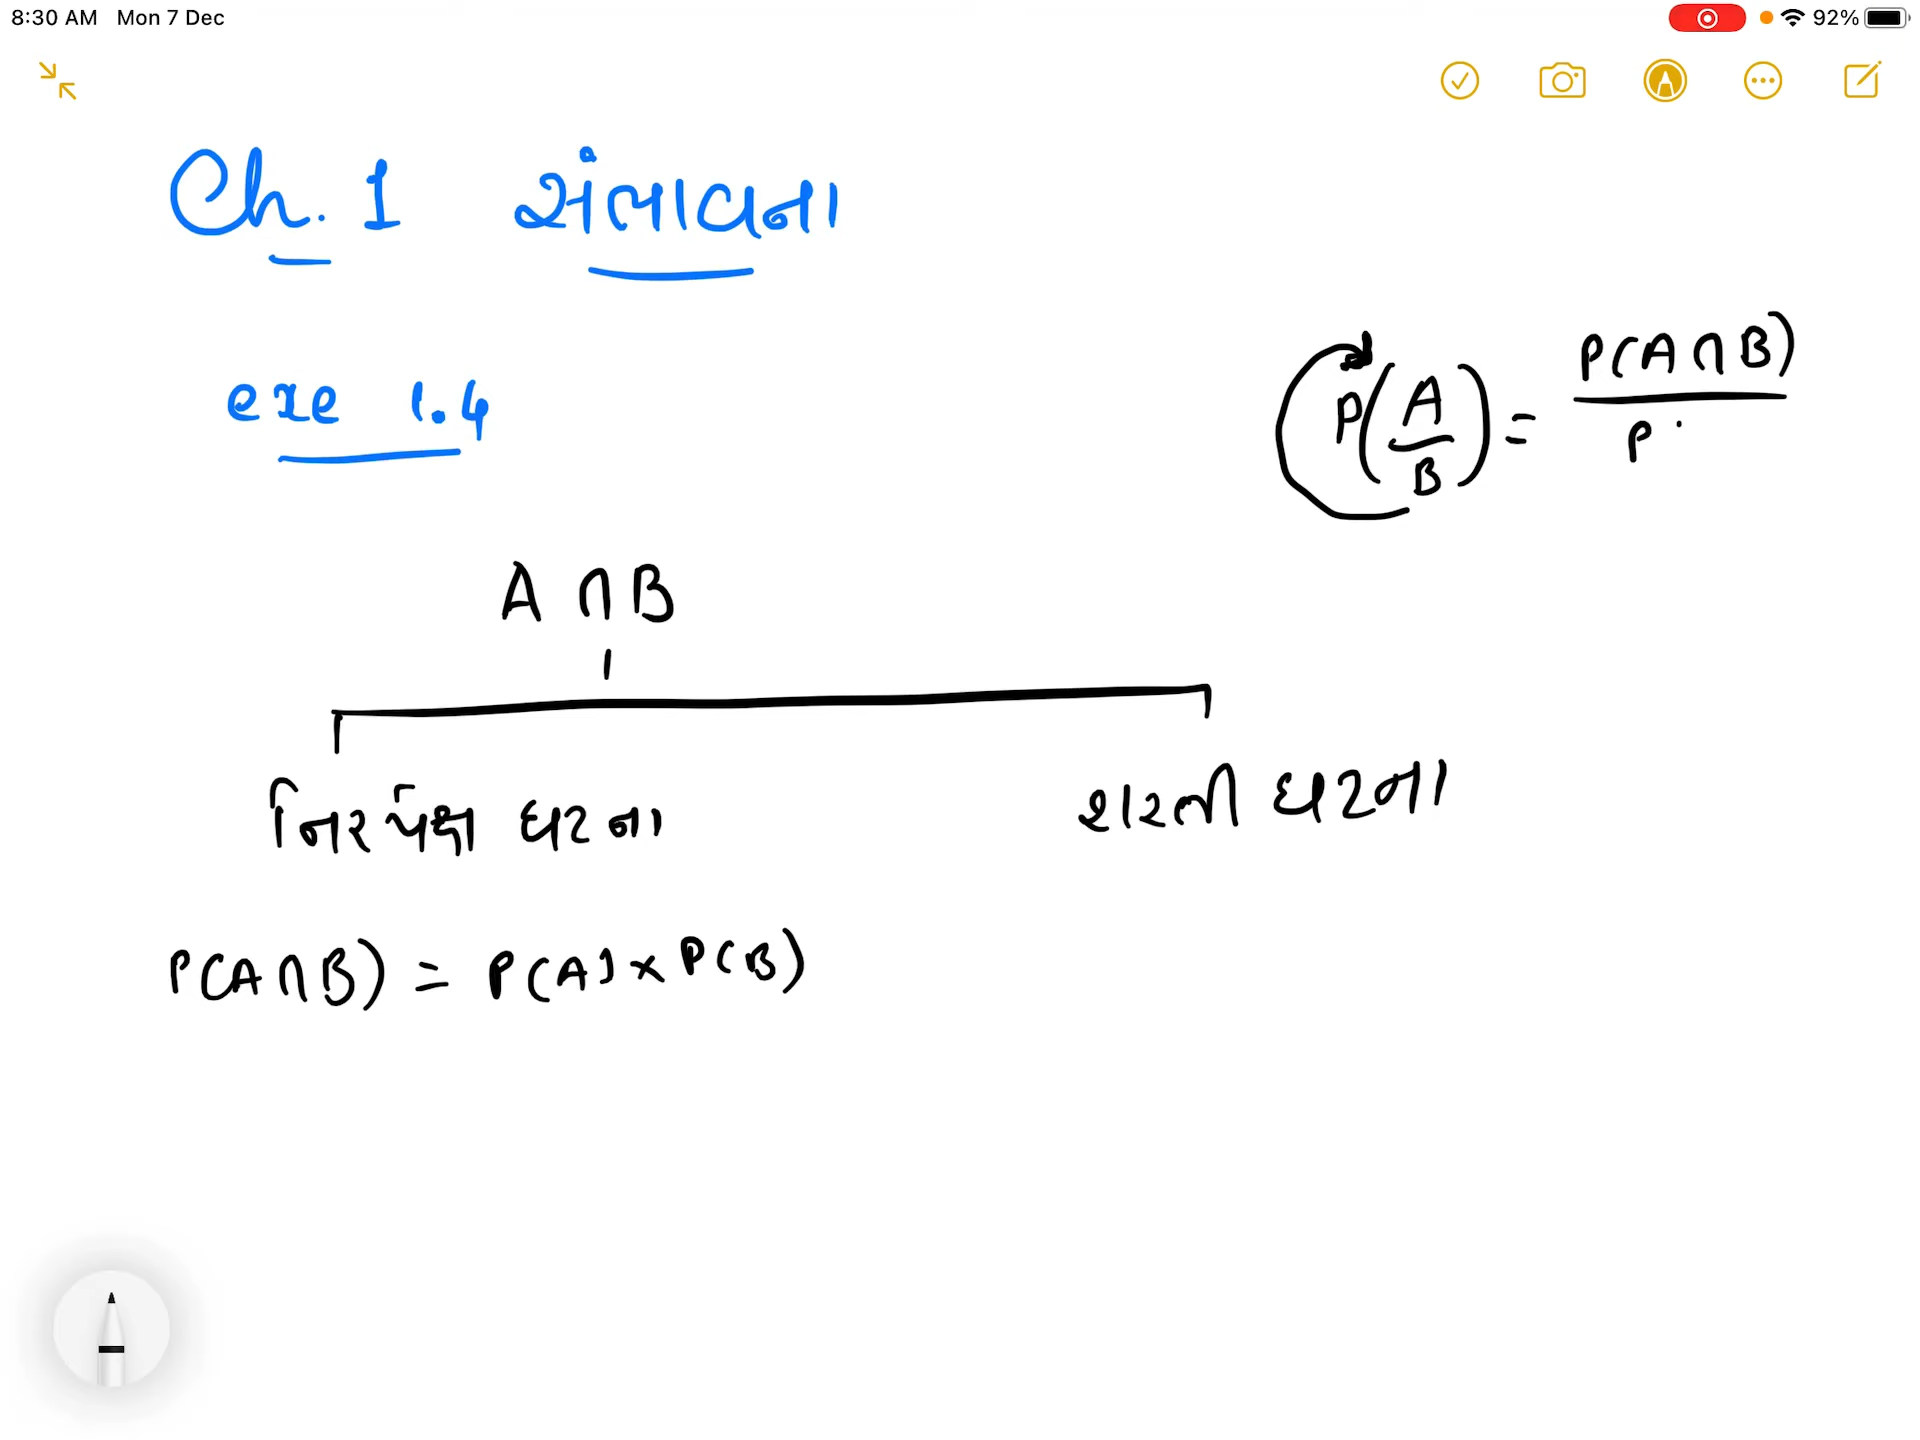 8:30 AM Mon 7 Dec 92%
Ch. 1 સંભાવના
exe 1.4
P(A/B) = P(A∩B)/P
A ∩ B
નિરપેક્ષ ઘટના
શરતી ઘટના
P(A∩B) = P(A) × P(B)